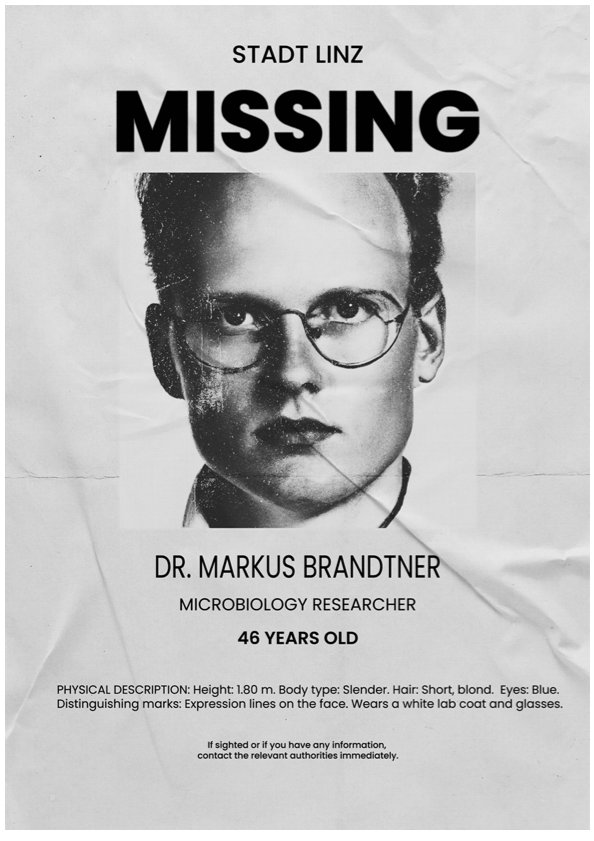 STADT LINZ
MISSING
DR. MARKUS BRANDTNER
MICROBIOLOGY RESEARCHER
46 YEARS OLD
PHYSICAL DESCRIPTION: Height: 1.80 m. Body type: Slender. Hair: Short, blond.  Eyes: Blue.
Distinguishing marks: Expression lines on the face. Wears a white lab coat and glasses.
If sighted or if you have any information,
contact the relevant authorities immediately.